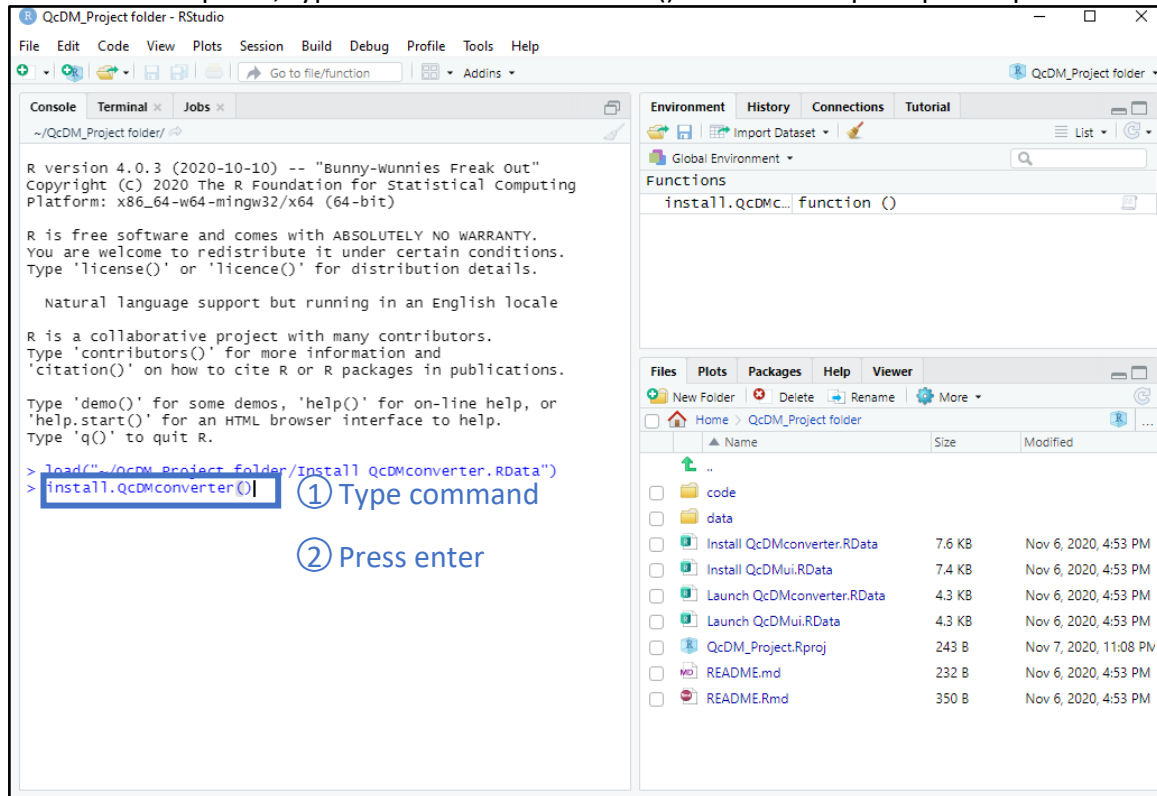 QcDM_Project folder - RStudio
File Edit Code View Plots Session Build Debug Profile Tools Help
Go to file/function Addins QcDM_Project folder
Console Terminal Jobs
~/QcDM_Project folder/
R version 4.0.3 (2020-10-10) -- "Bunny-Wunnies Freak Out"
Copyright (C) 2020 The R Foundation for Statistical Computing
Platform: x86_64-w64-mingw32/x64 (64-bit)
R is free software and comes with ABSOLUTELY NO WARRANTY.
You are welcome to redistribute it under certain conditions.
Type 'license()' or 'licence()' for distribution details.
Natural language support but running in an English locale
R is a collaborative project with many contributors.
Type 'contributors()' for more information and
'citation()' on how to cite R or R packages in publications.
Type 'demo()' for some demos, 'help()' for on-line help, or
'help.start()' for an HTML browser interface to help.
Type 'q()' to quit R.
> load("~/QcDM_Project folder/Install QcDMconverter.RData")
> install.QcDMconverter()
① Type command
② Press enter
Environment History Connections Tutorial
Import Dataset List
Global Environment
Functions
install.QcDMc… function ()
Files Plots Packages Help Viewer
New Folder Delete Rename More
Home > QcDM_Project folder ...
Name Size Modified
..
code
data
Install QcDMconverter.RData 7.6 KB Nov 6, 2020, 4:53 PM
Install QcDMui.RData 7.4 KB Nov 6, 2020, 4:53 PM
Launch QcDMconverter.RData 4.3 KB Nov 6, 2020, 4:53 PM
Launch QcDMui.RData 4.3 KB Nov 6, 2020, 4:53 PM
QcDM_Project.Rproj 243 B Nov 7, 2020, 11:08 PM
README.md 232 B Nov 6, 2020, 4:53 PM
README.Rmd 350 B Nov 6, 2020, 4:53 PM